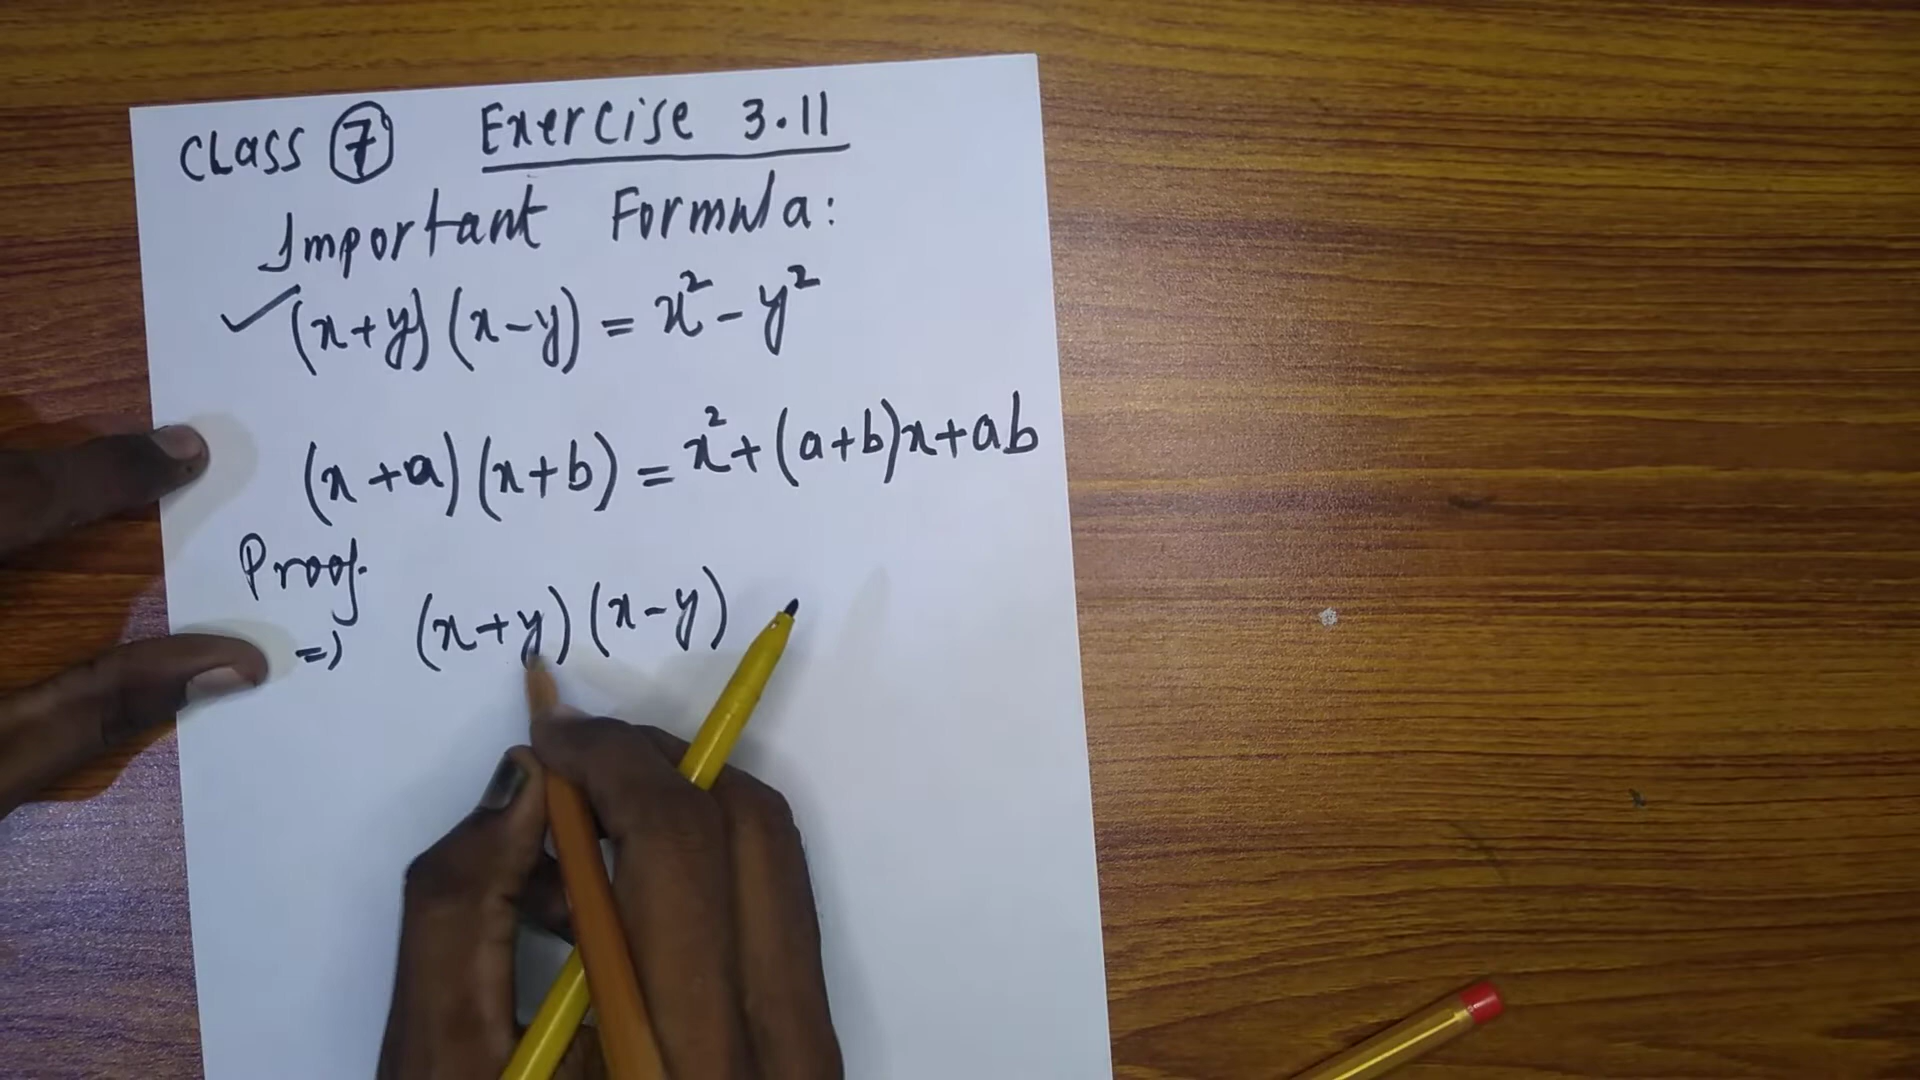 CLass 7 Exercise 3.11
Important Formula:
✓ (x+y) (x-y) = x² - y²
(x+a) (x+b) = x² + (a+b)x+ab
Proof.
=) (x+y) (x-y)